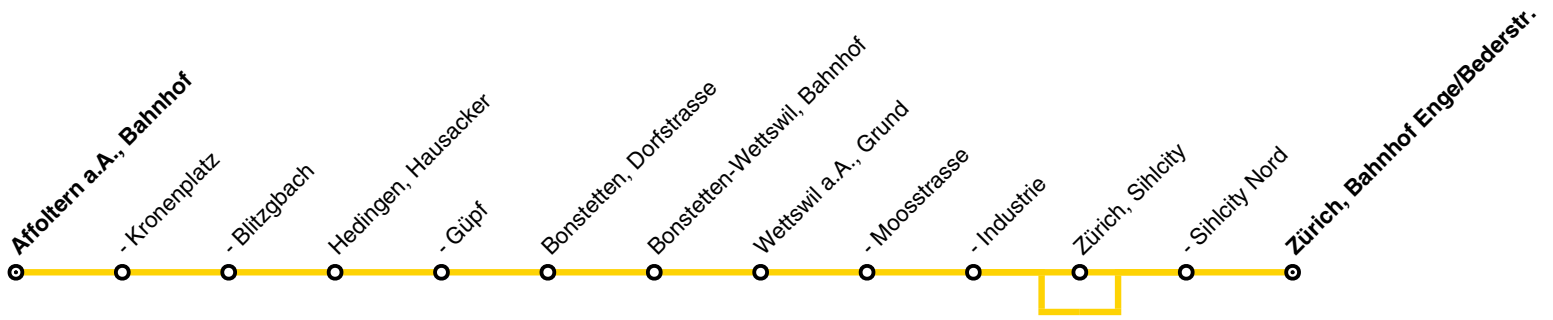 Affoltern a.A., Bahnhof
- Kronenplatz
- Blitzgbach
Hedingen, Hausacker
- Güpf
Bonstetten, Dorfstrasse
Bonstetten-Wettswil, Bahnhof
Wettswil a.A., Grund
- Moosstrasse
- Industrie
Zürich, Sihlcity
- Sihlcity Nord
Zürich, Bahnhof Enge/Bederstr.